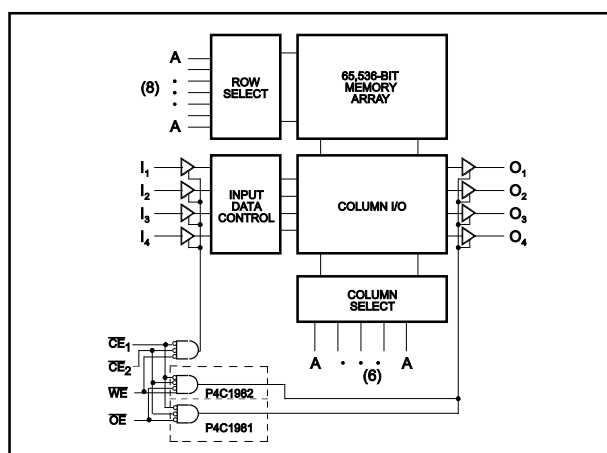 A
(8)
A
ROW
SELECT
65,536-BIT
MEMORY
ARRAY
I1
I2
I3
I4
INPUT
DATA
CONTROL
COLUMN I/O
O1
O2
O3
O4
COLUMN
SELECT
A
(6)
A
CE1
CE2
WE
OE
P4C1982
P4C1981